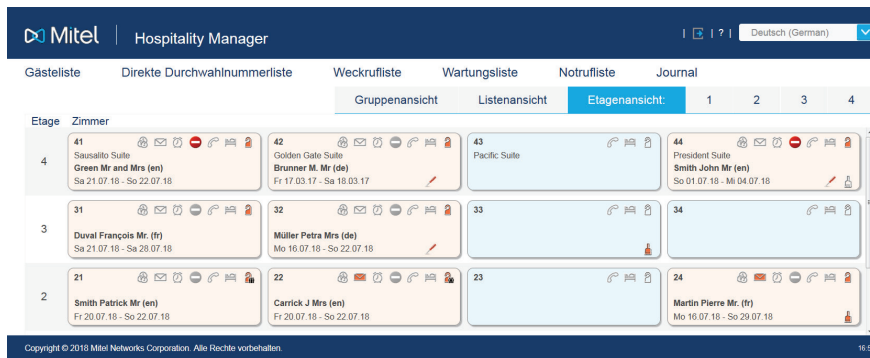 Mitel | Hospitality Manager
| ? | Deutsch (German)
Gästeliste Direkte Durchwahlnummerliste Weckrufliste Wartungsliste Notrufliste Journal
Gruppenansicht Listenansicht Etagenansicht: 1 2 3 4
Etage Zimmer
4
41
Sausalito Suite
Green Mr and Mrs (en)
Sa 21.07.18 - So 22.07.18
42
Golden Gate Suite
Brunner M. Mr (de)
Fr 17.03.17 - Sa 18.03.17
43
Pacific Suite
44
President Suite
Smith John Mr (en)
So 01.07.18 - Mi 04.07.18
3
31
Duval François Mr. (fr)
Sa 21.07.18 - Sa 28.07.18
32
Müller Petra Mrs (de)
Mo 16.07.18 - So 22.07.18
33
34
2
21
Smith Patrick Mr (en)
Fr 20.07.18 - So 22.07.18
22
Carrick J Mrs (en)
Fr 20.07.18 - So 22.07.18
23
24
Martin Pierre Mr. (fr)
Mo 16.07.18 - So 29.07.18
Copyright © 2018 Mitel Networks Corporation. Alle Rechte vorbehalten.